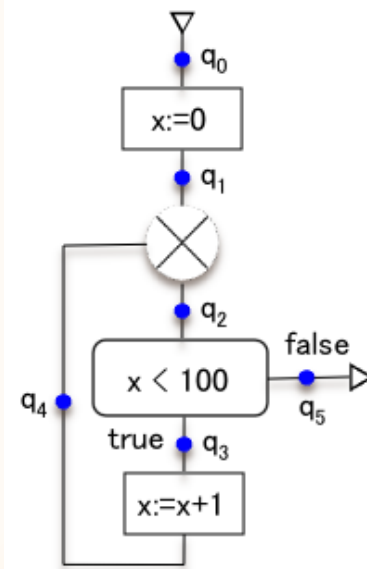 q₀
x:=0
q₁
q₂
false
x < 100
q₄
q₅
true
q₃
x:=x+1